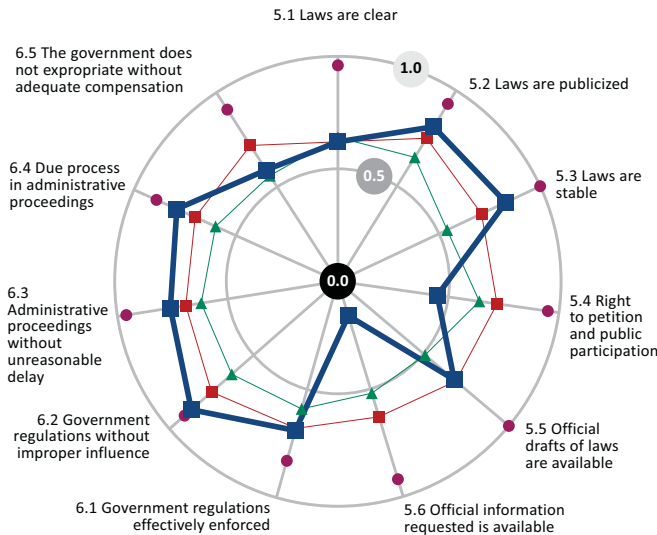 5.1 Laws are clear
1.0
5.2 Laws are publicized
5.3 Laws are
stable
5.4 Right
to petition
and public
participation
5.5 Official
drafts of laws
are available
5.6 Official information
requested is available
6.1 Government regulations
effectively enforced
6.2 Government
regulations without
improper influence
6.3
Administrative
proceedings
without
unreasonable
delay
6.4 Due process
in administrative
proceedings
6.5 The government does
not expropriate without
adequate compensation
0.5
0.0